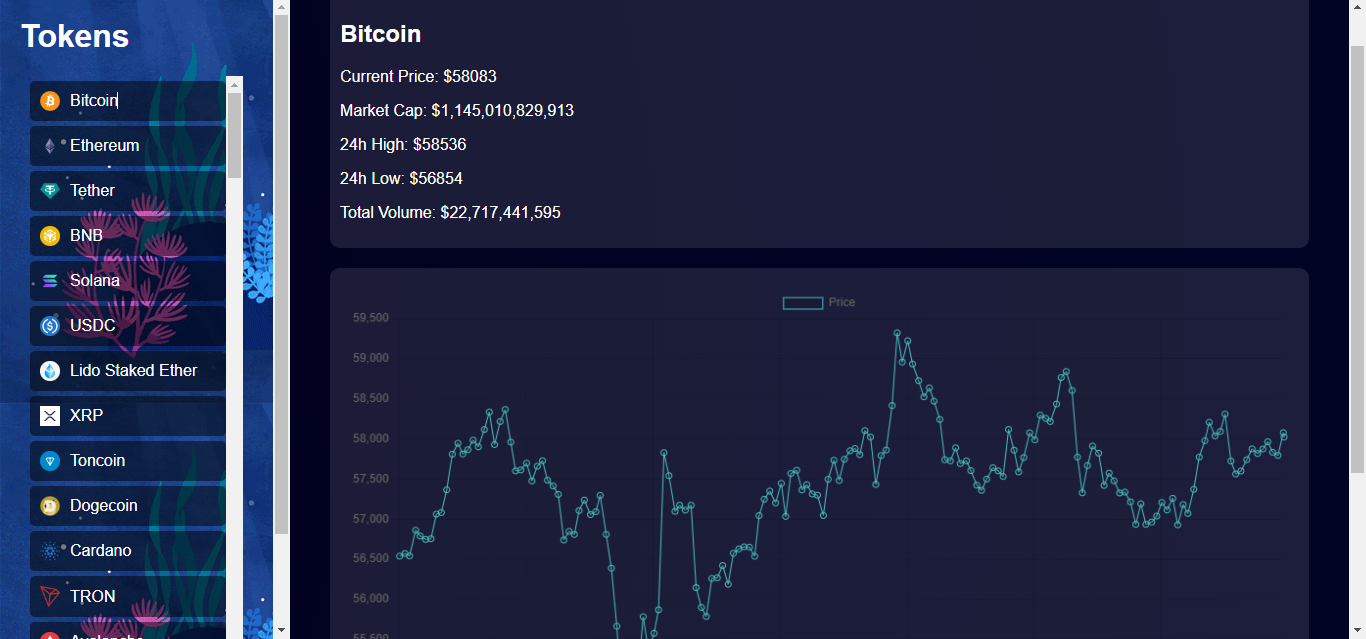 Tokens
Bitcoin
Ethereum
Tether
BNB
Solana
USDC
Lido Staked Ether
XRP
Toncoin
Dogecoin
Cardano
TRON
Avalanche
Bitcoin
Current Price: $58083
Market Cap: $1,145,010,829,913
24h High: $58536
24h Low: $56854
Total Volume: $22,717,441,595
Price
59,500
59,000
58,500
58,000
57,500
57,000
56,500
56,000
55,500